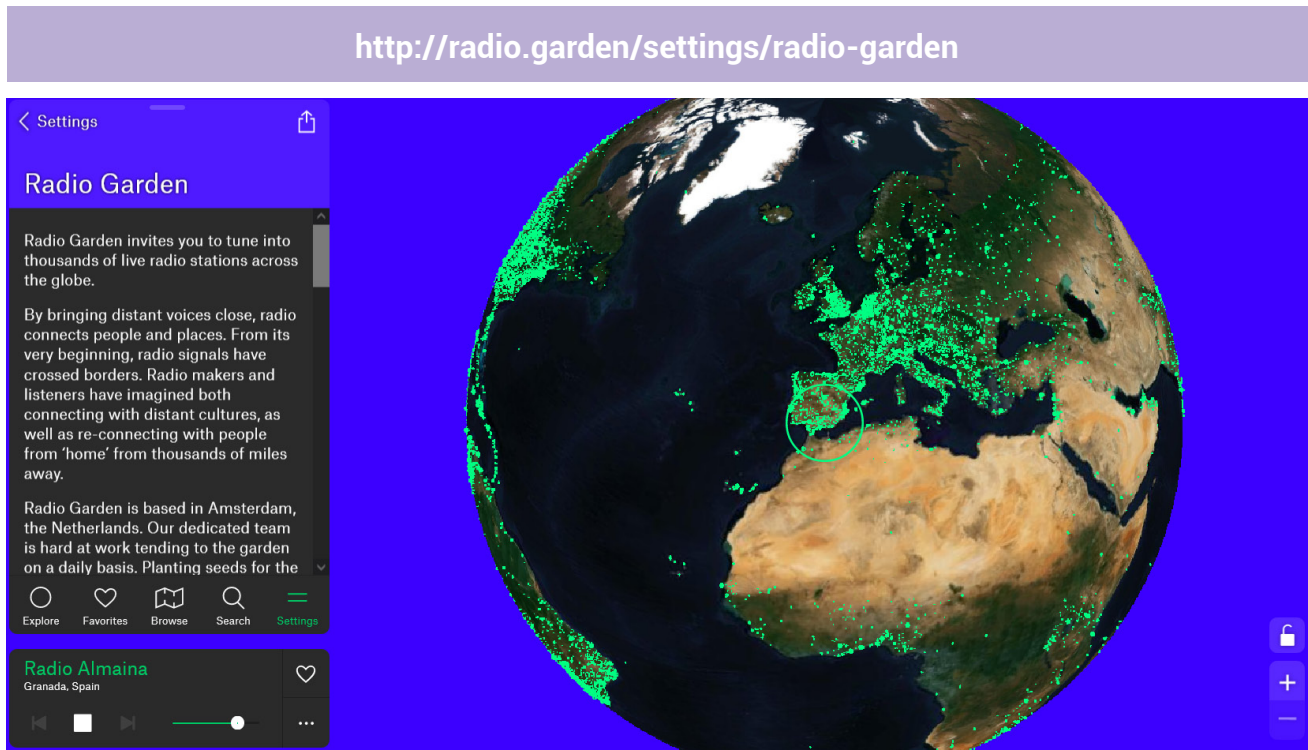 http://radio.garden/settings/radio-garden
Settings
Radio Garden
Radio Garden invites you to tune into
thousands of live radio stations across
the globe.
By bringing distant voices close, radio
connects people and places. From its
very beginning, radio signals have
crossed borders. Radio makers and
listeners have imagined both
connecting with distant cultures, as
well as re-connecting with people
from ‘home’ from thousands of miles
away.
Radio Garden is based in Amsterdam,
the Netherlands. Our dedicated team
is hard at work tending to the garden
on a daily basis. Planting seeds for the
Explore Favorites Browse Search Settings
Radio Almaina
Granada, Spain